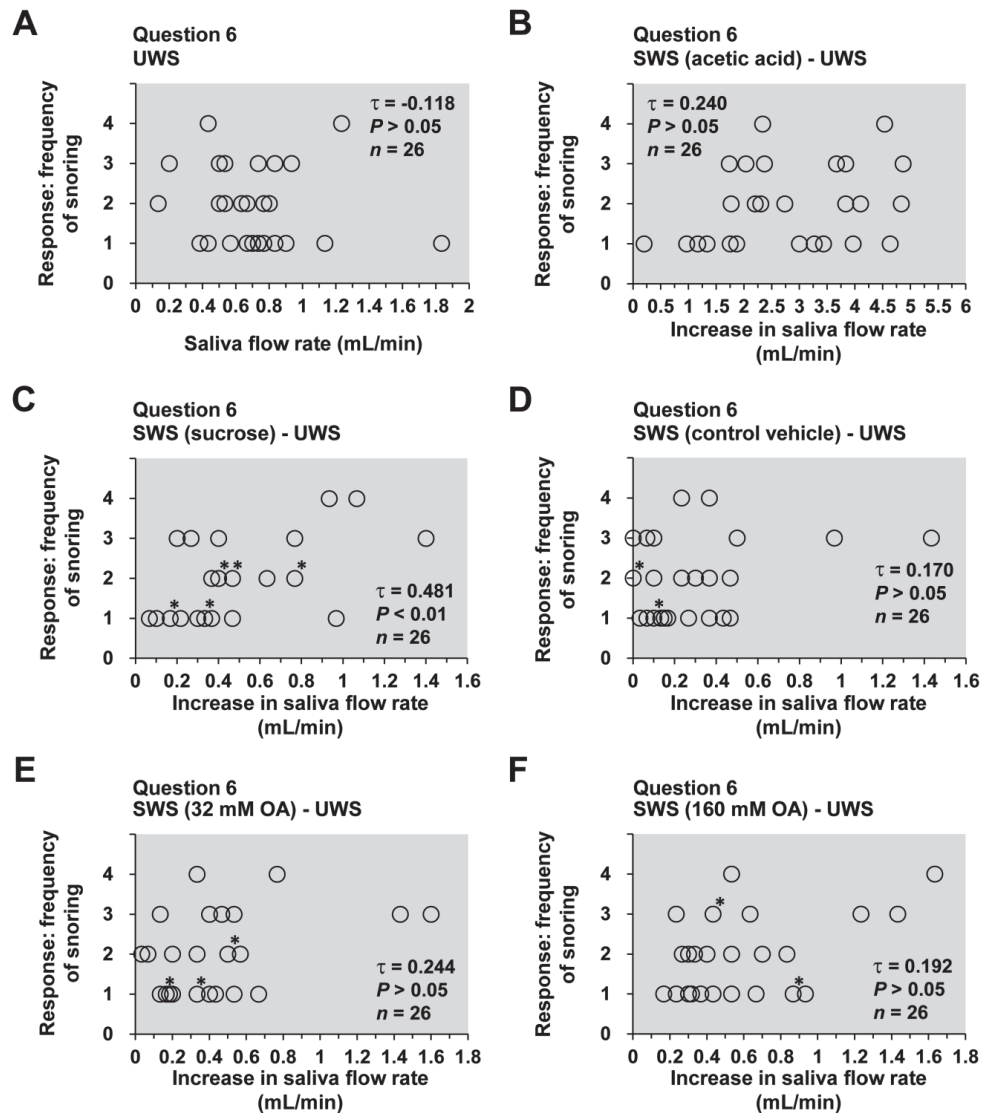 A
Question 6
UWS
Response: frequency
of snoring
5
4
3
2
1
0
τ = -0.118
P > 0.05
n = 26
0 0.2 0.4 0.6 0.8 1 1.2 1.4 1.6 1.8 2
Saliva flow rate (mL/min)
B
Question 6
SWS (acetic acid) - UWS
Response: frequency
of snoring
5
4
3
2
1
0
τ = 0.240
P > 0.05
n = 26
0 0.5 1 1.5 2 2.5 3 3.5 4 4.5 5 5.5 6
Increase in saliva flow rate
(mL/min)
C
Question 6
SWS (sucrose) - UWS
Response: frequency
of snoring
5
4
3
2
1
0
* *
*
*
*
τ = 0.481
P < 0.01
n = 26
0 0.2 0.4 0.6 0.8 1 1.2 1.4 1.6
Increase in saliva flow rate
(mL/min)
D
Question 6
SWS (control vehicle) - UWS
Response: frequency
of snoring
5
4
3
2
1
0
*
*
τ = 0.170
P > 0.05
n = 26
0 0.2 0.4 0.6 0.8 1 1.2 1.4 1.6
Increase in saliva flow rate
(mL/min)
E
Question 6
SWS (32 mM OA) - UWS
Response: frequency
of snoring
5
4
3
2
1
0
*
*
*
τ = 0.244
P > 0.05
n = 26
0 0.2 0.4 0.6 0.8 1 1.2 1.4 1.6 1.8
Increase in saliva flow rate
(mL/min)
F
Question 6
SWS (160 mM OA) - UWS
Response: frequency
of snoring
5
4
3
2
1
0
*
*
τ = 0.192
P > 0.05
n = 26
0 0.2 0.4 0.6 0.8 1 1.2 1.4 1.6 1.8
Increase in saliva flow rate
(mL/min)